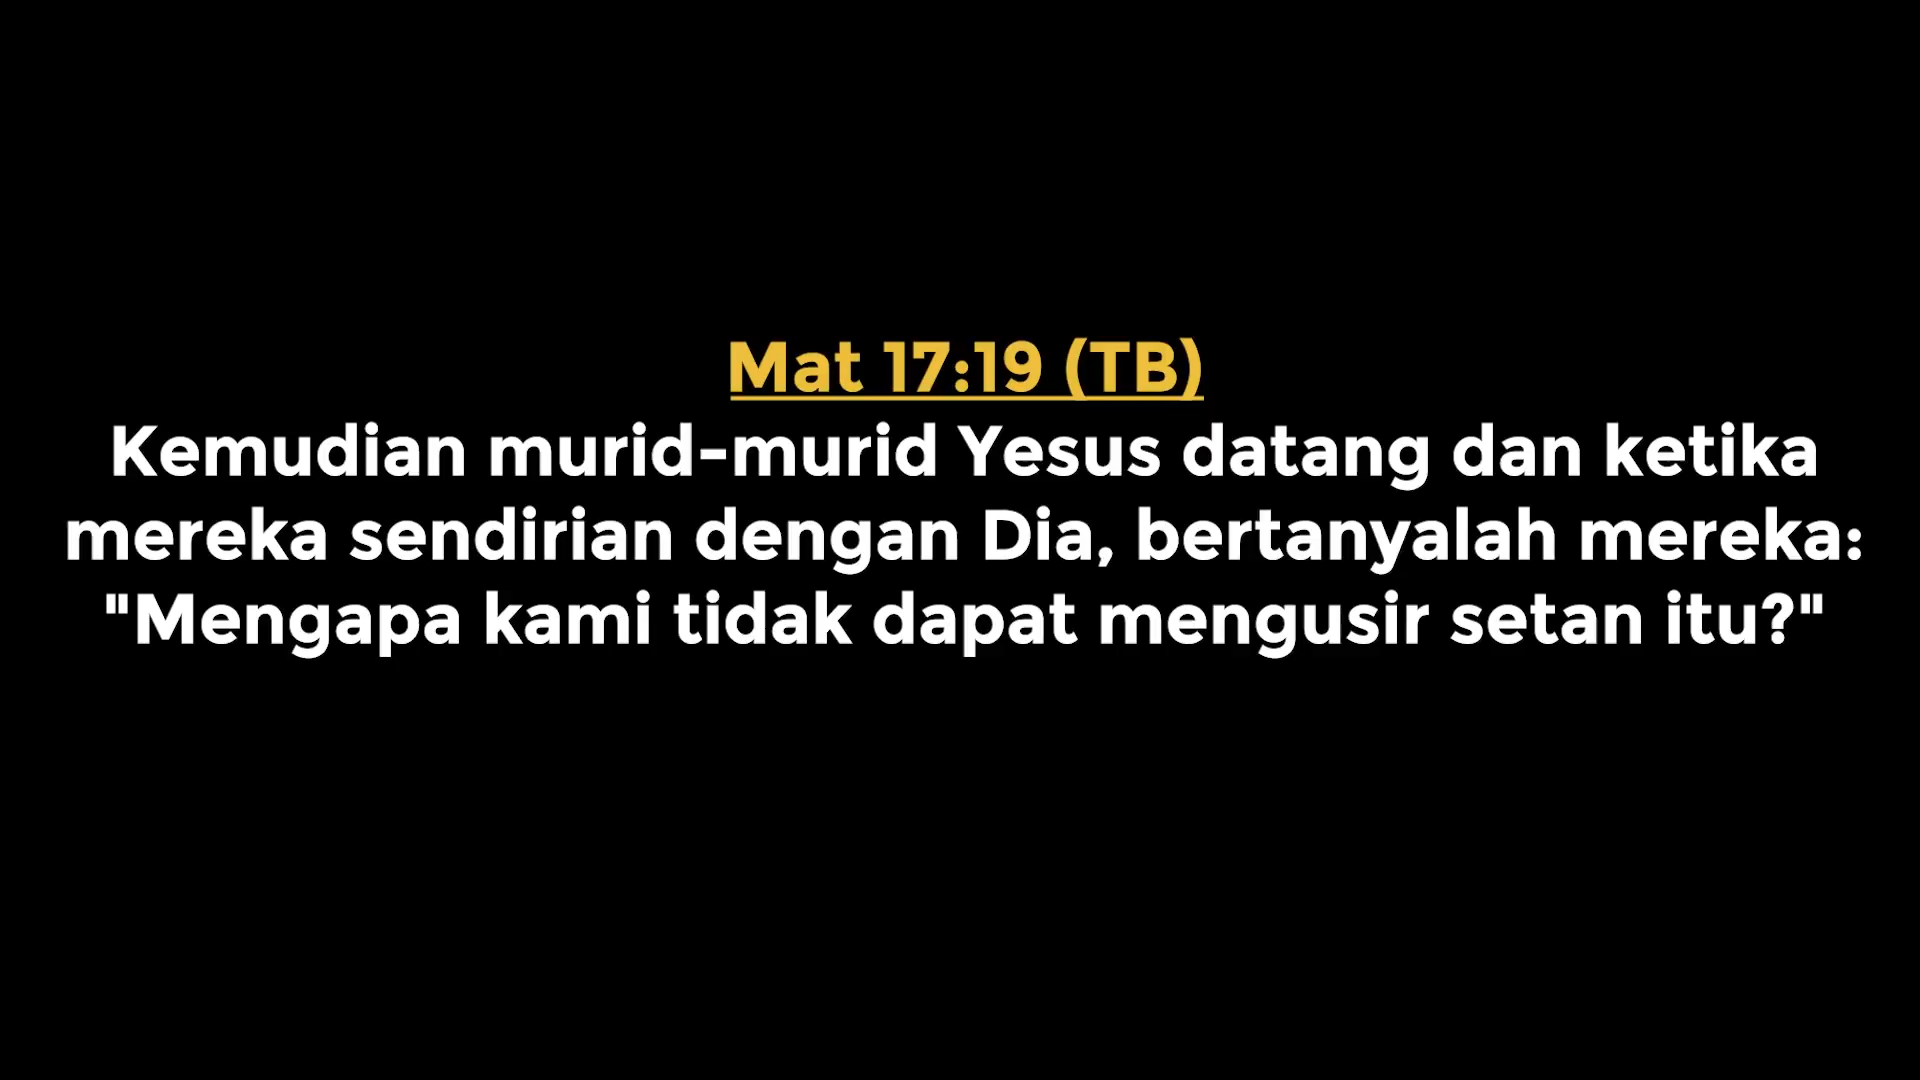 Mat 17:19 (TB)
Kemudian murid-murid Yesus datang dan ketika
mereka sendirian dengan Dia, bertanyalah mereka:
"Mengapa kami tidak dapat mengusir setan itu?"